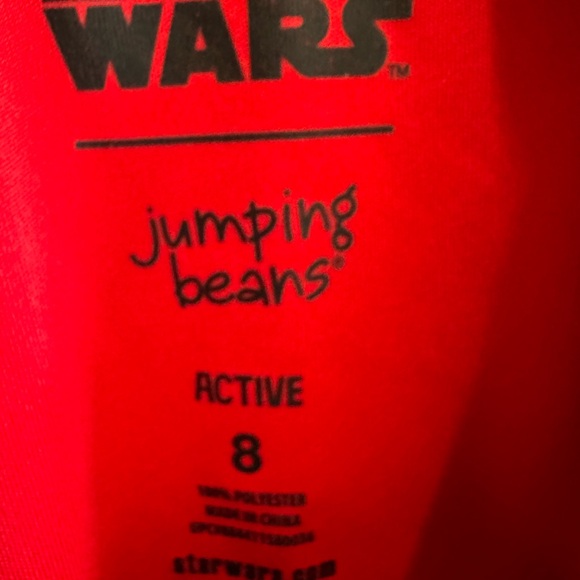 WARS™
jumping
beans®
ACTIVE
8
100% POLYESTER
MADE IN CHINA
starwars.com